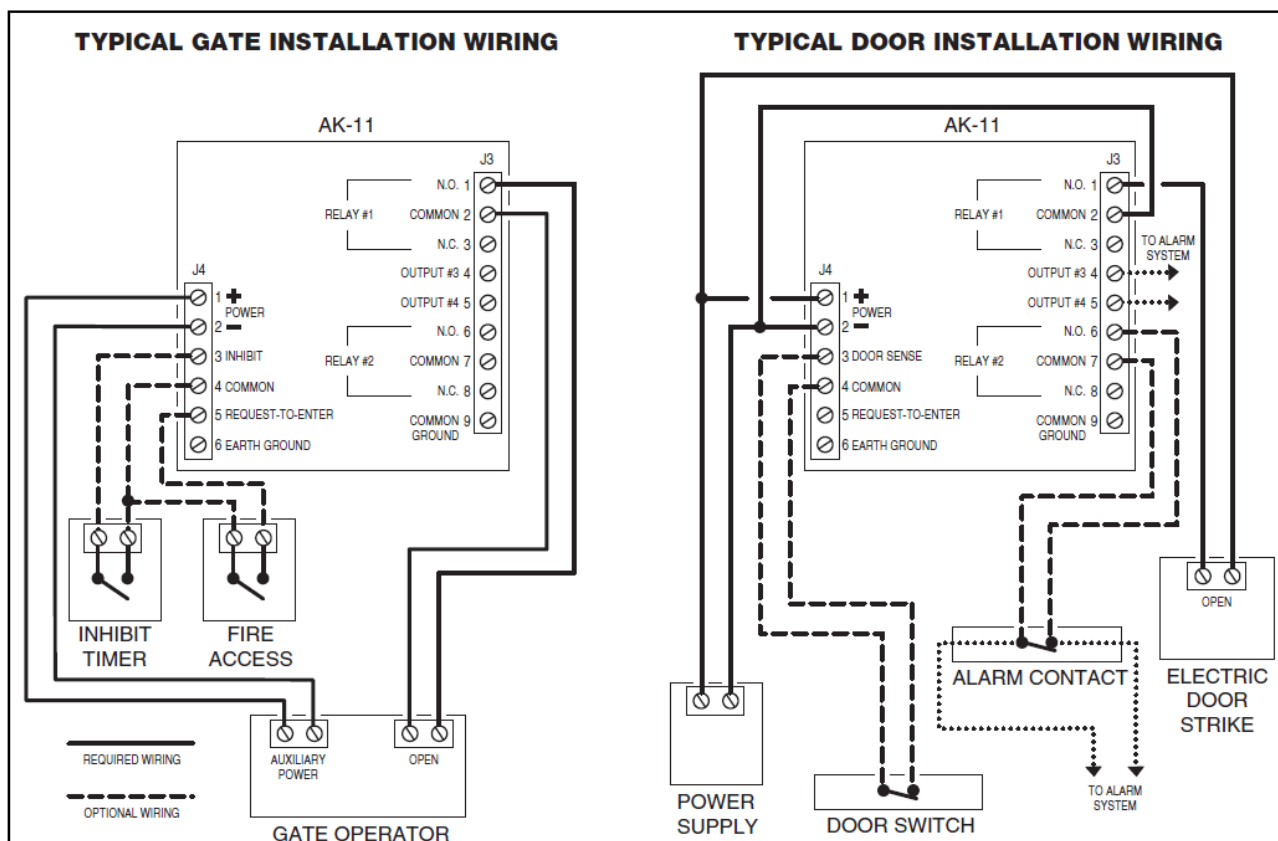 TYPICAL GATE INSTALLATION WIRING
AK-11
J3
N.O. 1
RELAY #1
COMMON 2
N.C. 3
OUTPUT #3 4
OUTPUT #4 5
N.O. 6
RELAY #2
COMMON 7
N.C. 8
COMMON 9
GROUND
J4
1 +
POWER
2 −
3 INHIBIT
4 COMMON
5 REQUEST-TO-ENTER
6 EARTH GROUND
INHIBIT
TIMER
FIRE
ACCESS
REQUIRED WIRING
OPTIONAL WIRING
AUXILIARY
POWER
OPEN
GATE OPERATOR
TYPICAL DOOR INSTALLATION WIRING
AK-11
J3
N.O. 1
RELAY #1
COMMON 2
N.C. 3
TO ALARM
SYSTEM
OUTPUT #3 4
OUTPUT #4 5
N.O. 6
RELAY #2
COMMON 7
N.C. 8
COMMON 9
GROUND
J4
1 +
POWER
2 −
3 DOOR SENSE
4 COMMON
5 REQUEST-TO-ENTER
6 EARTH GROUND
OPEN
ELECTRIC
DOOR
STRIKE
ALARM CONTACT
TO ALARM
SYSTEM
POWER
SUPPLY
DOOR SWITCH